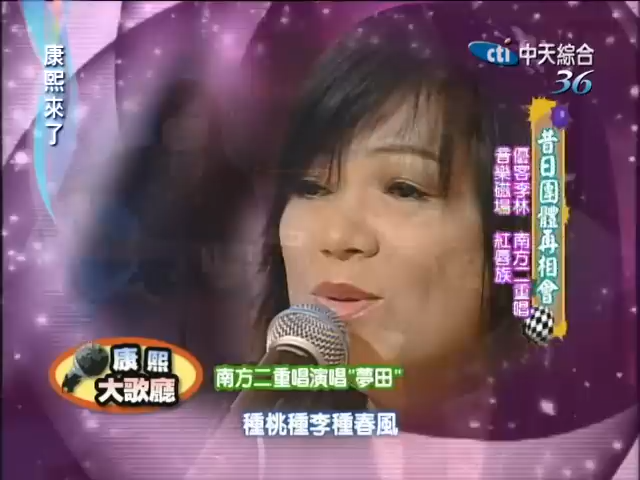 康熙來了
cti 中天綜合
36
昔日團體再相會
優客李林 南方二重唱
音樂磁場 紅唇族
康熙
大歌廳
南方二重唱演唱"夢田"
種桃種李種春風